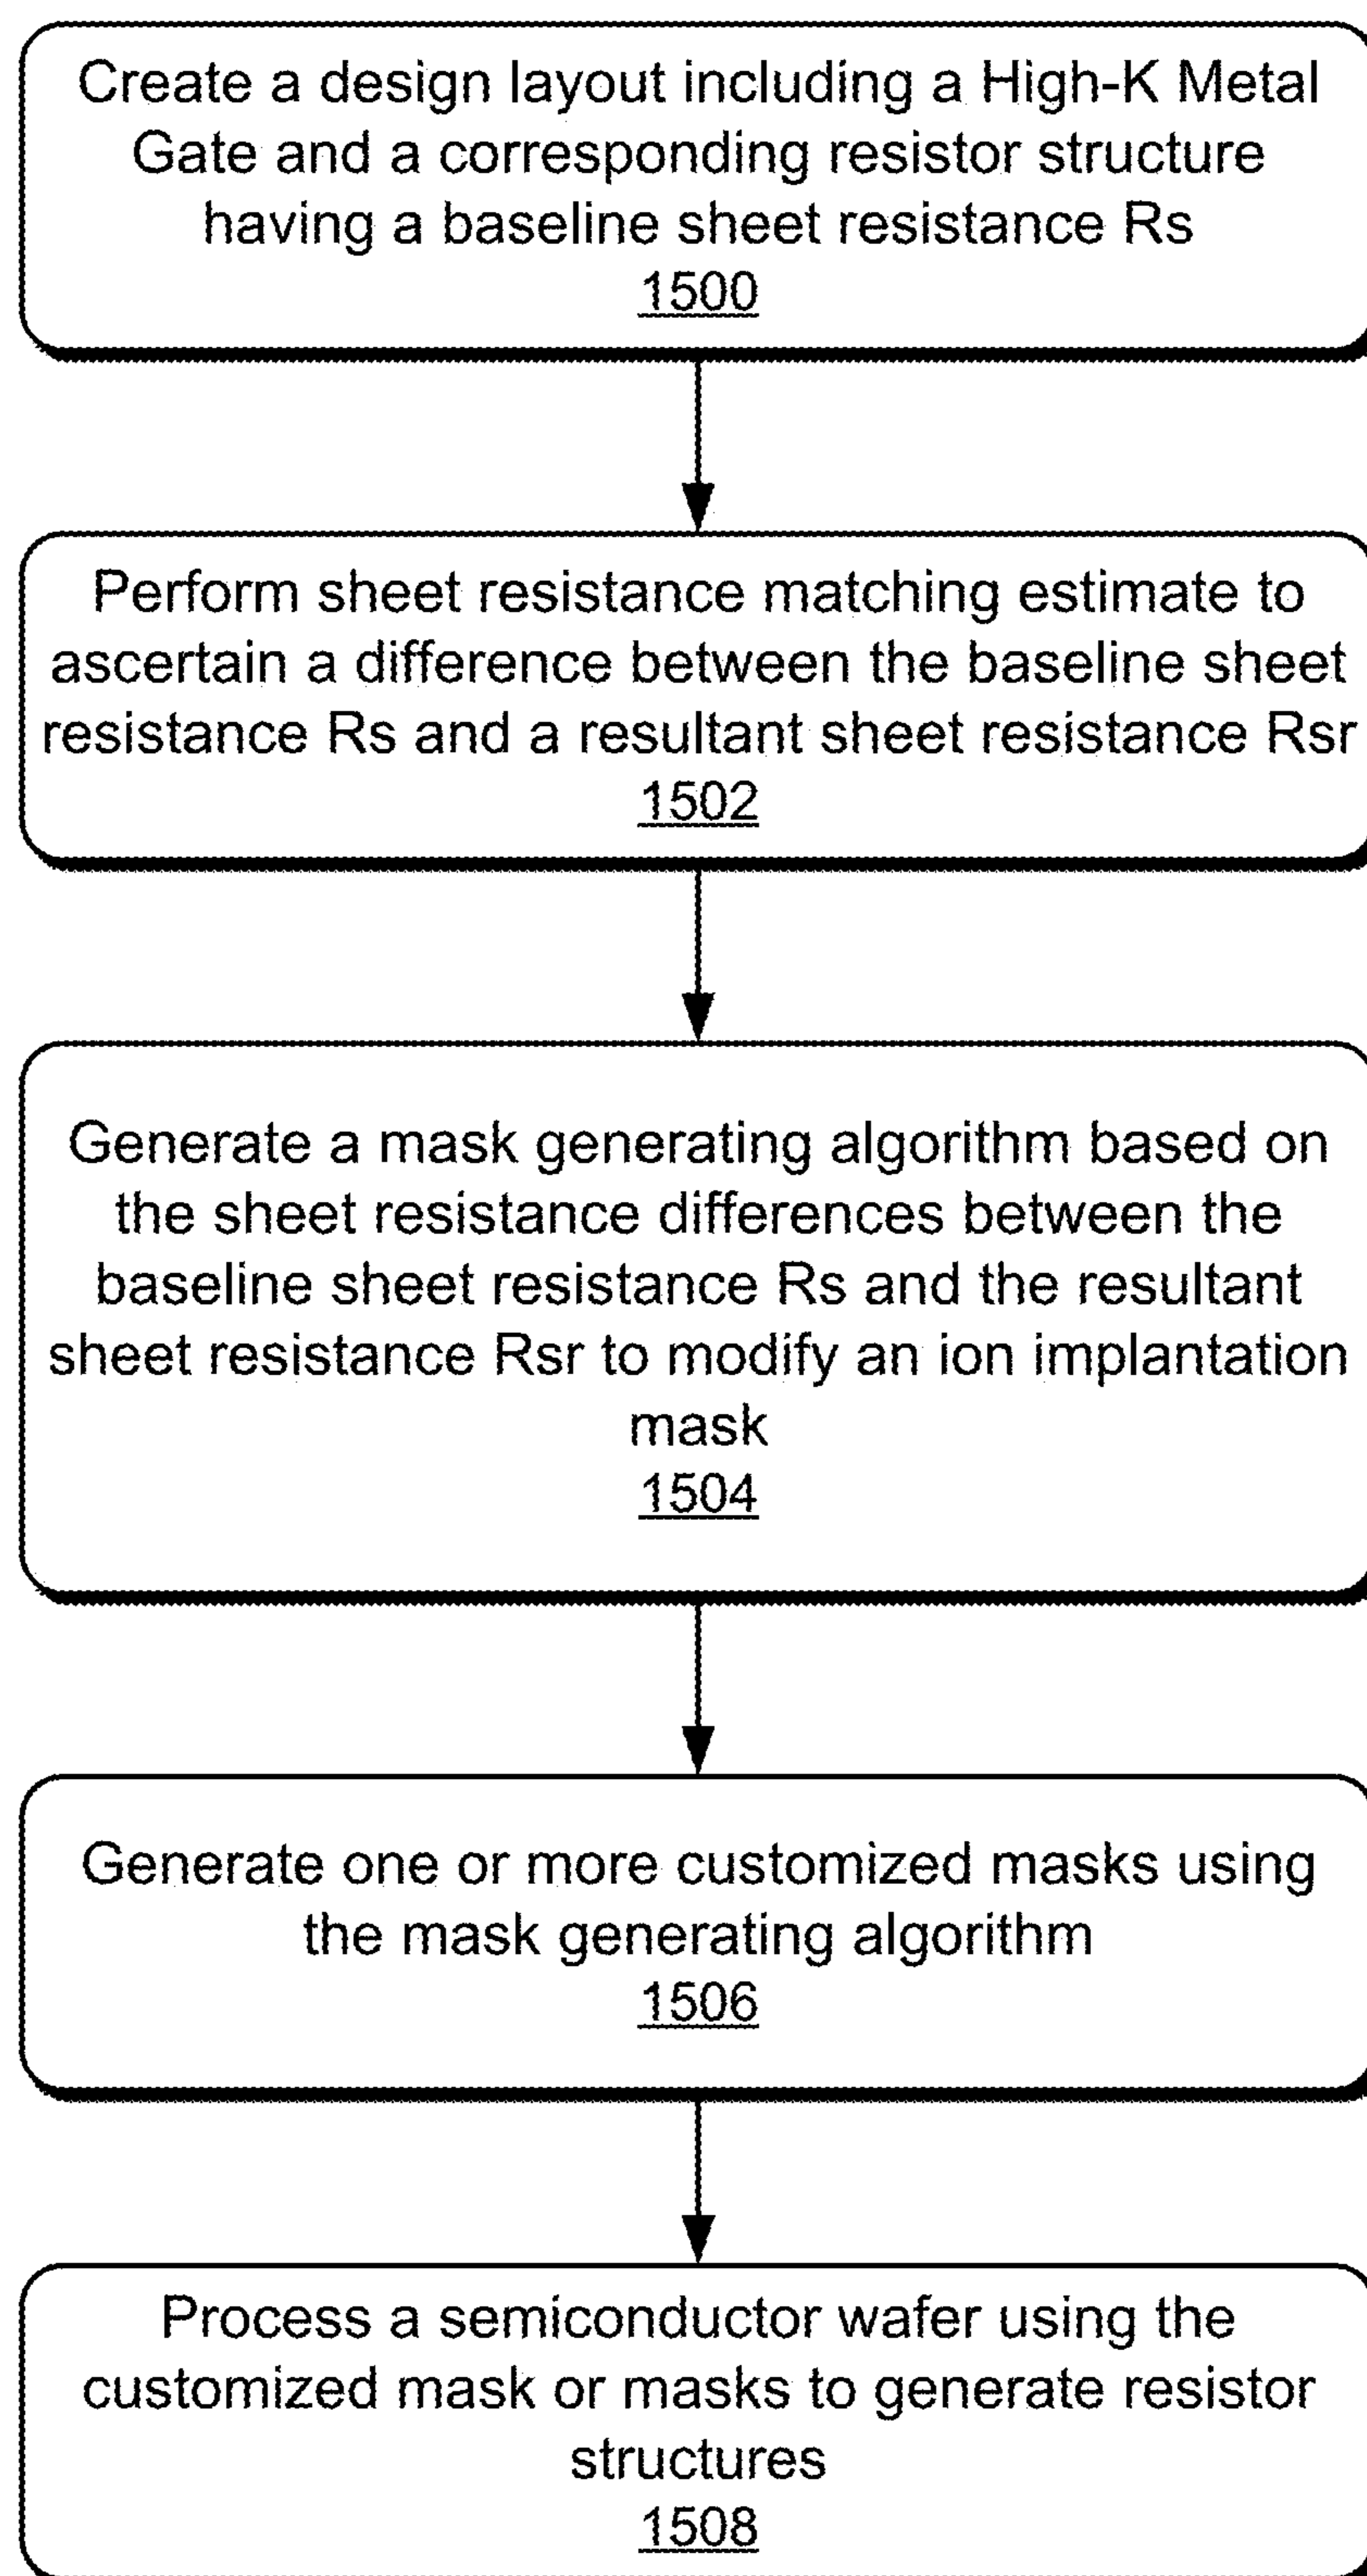 Create a design layout including a High-K Metal
Gate and a corresponding resistor structure
having a baseline sheet resistance Rs
1500
Perform sheet resistance matching estimate to
ascertain a difference between the baseline sheet
resistance Rs and a resultant sheet resistance Rsr
1502
Generate a mask generating algorithm based on
the sheet resistance differences between the
baseline sheet resistance Rs and the resultant
sheet resistance Rsr to modify an ion implantation
mask
1504
Generate one or more customized masks using
the mask generating algorithm
1506
Process a semiconductor wafer using the
customized mask or masks to generate resistor
structures
1508